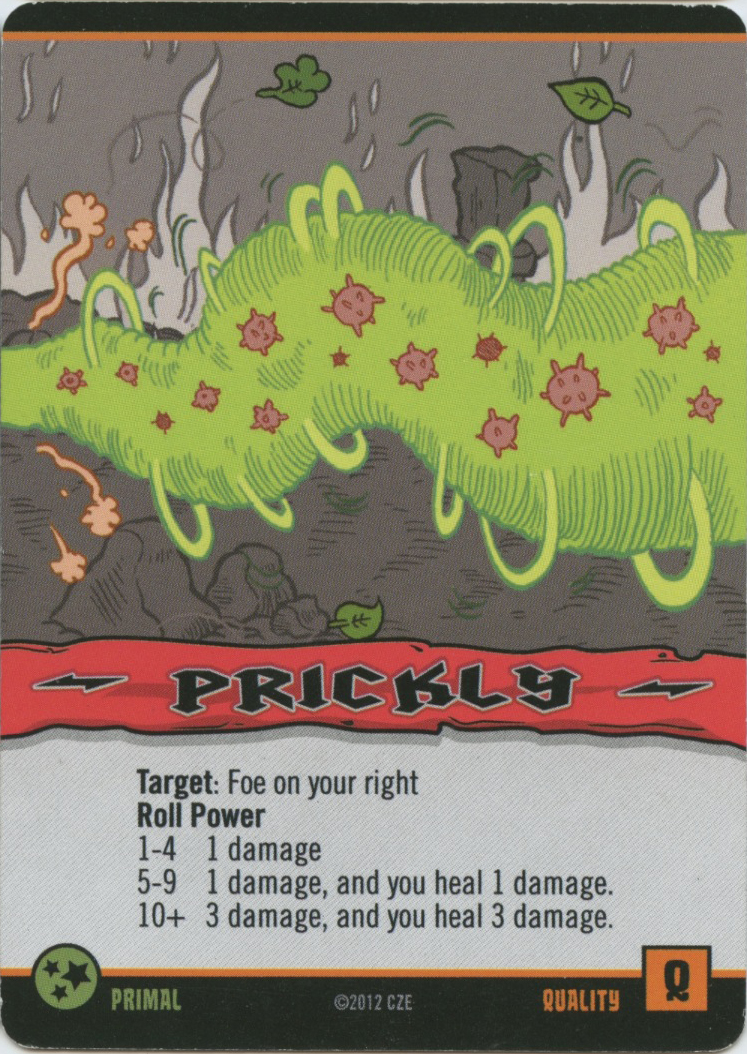 PRICKLY
Target: Foe on your right
Roll Power
1-4 1 damage
5-9 1 damage, and you heal 1 damage.
10+ 3 damage, and you heal 3 damage.
PRIMAL
©2012 CZE
QUALITY
Q